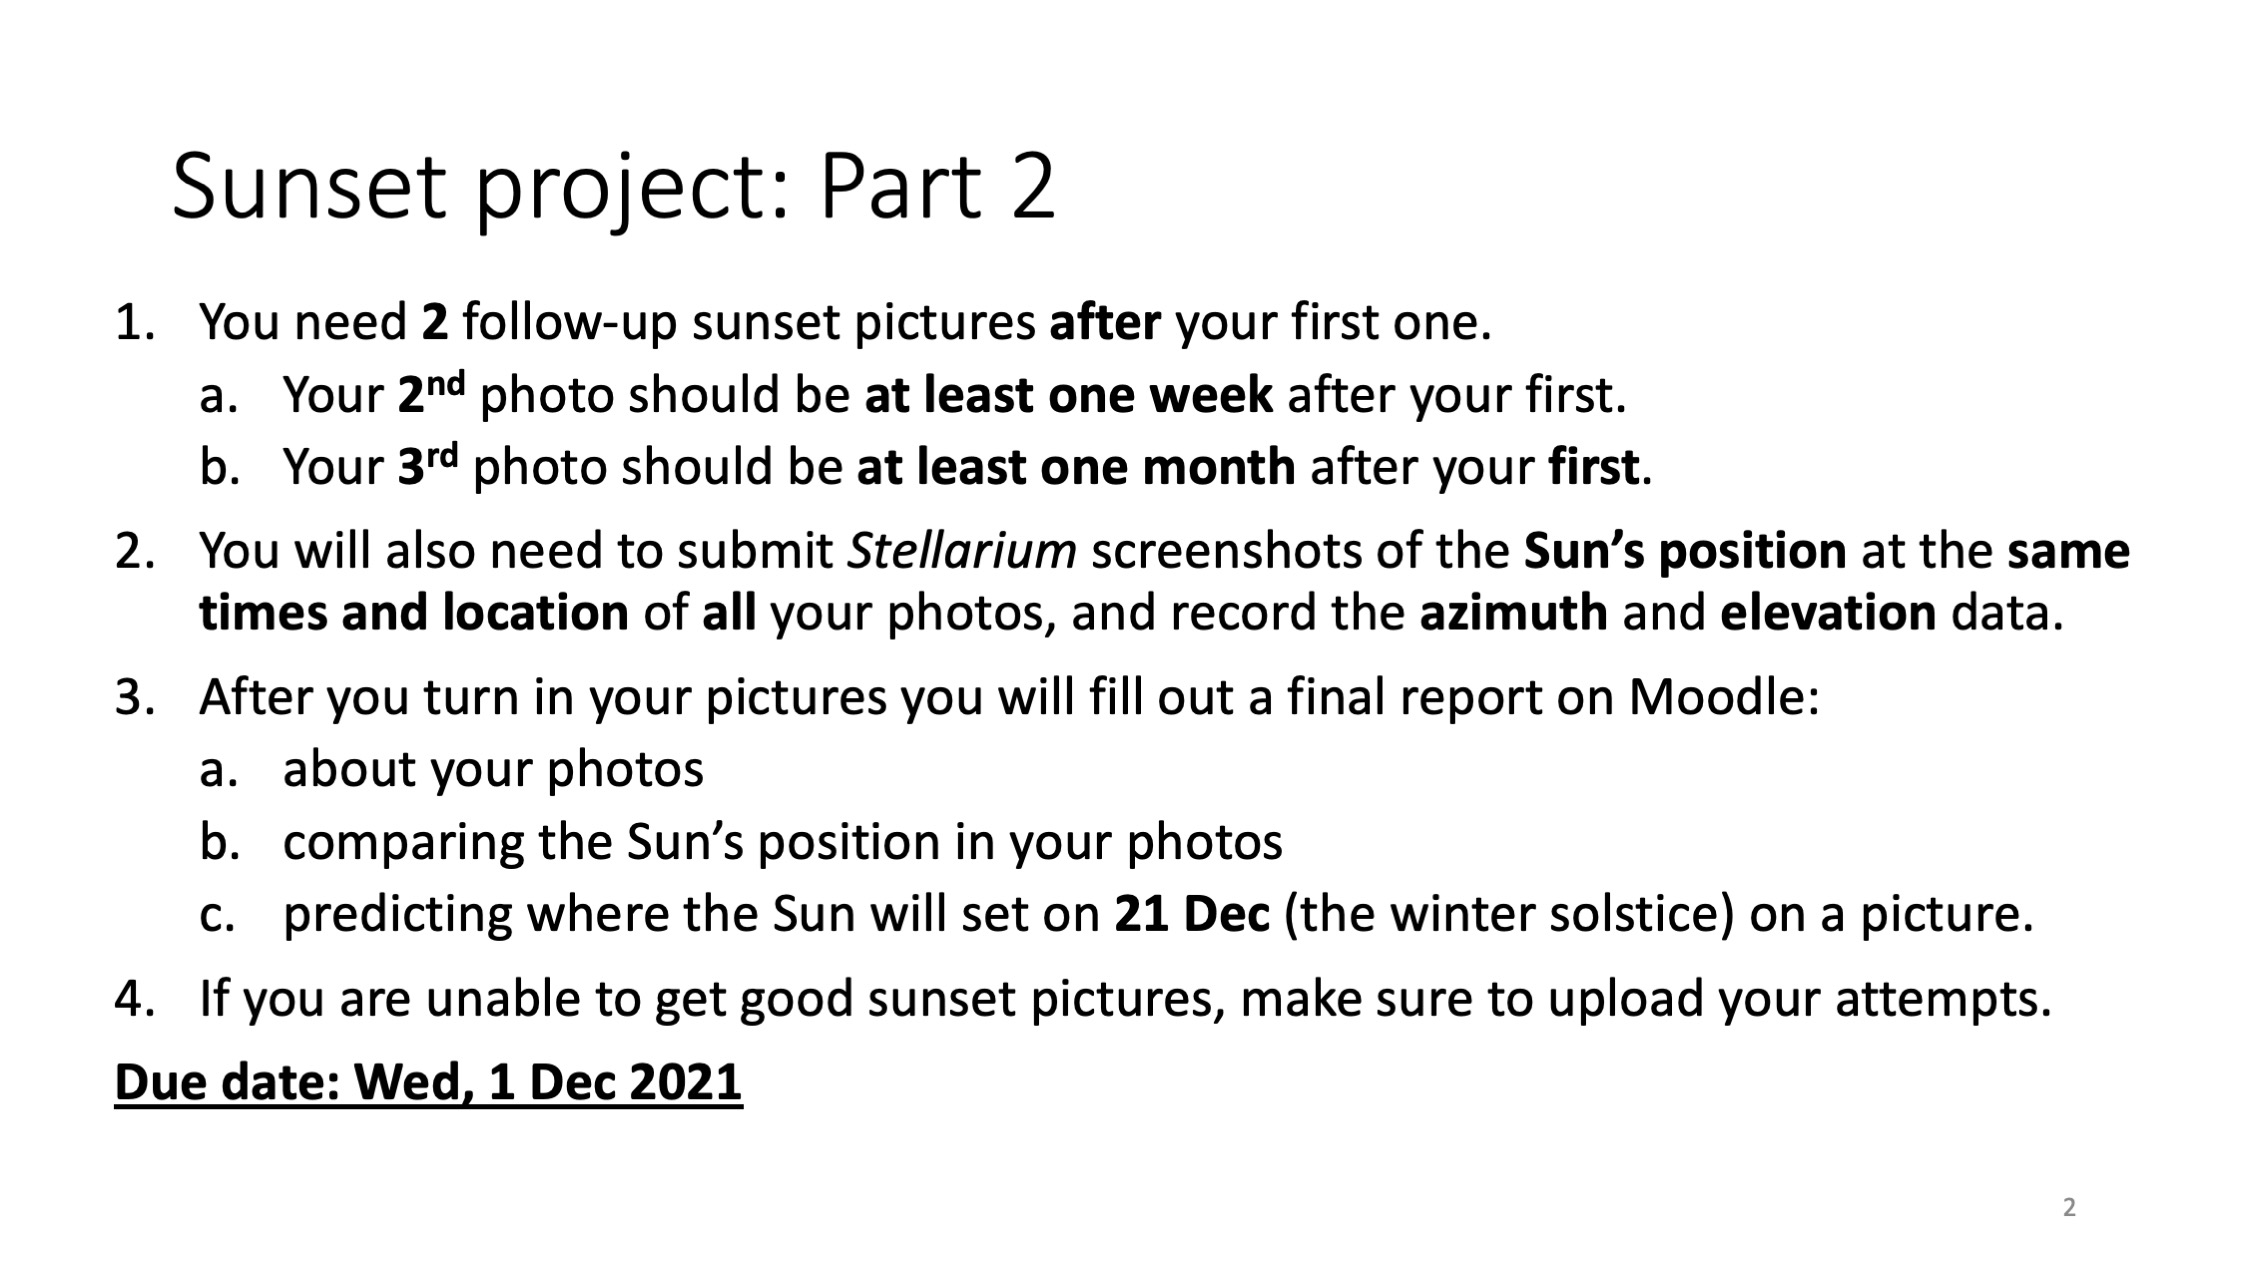 Sunset project: Part 2
1. You need 2 follow-up sunset pictures after your first one.
a. Your 2nd photo should be at least one week after your first.
b. Your 3rd photo should be at least one month after your first.
2. You will also need to submit Stellarium screenshots of the Sun’s position at the same
times and location of all your photos, and record the azimuth and elevation data.
3. After you turn in your pictures you will fill out a final report on Moodle:
a. about your photos
b. comparing the Sun’s position in your photos
c. predicting where the Sun will set on 21 Dec (the winter solstice) on a picture.
4. If you are unable to get good sunset pictures, make sure to upload your attempts.
Due date: Wed, 1 Dec 2021
2